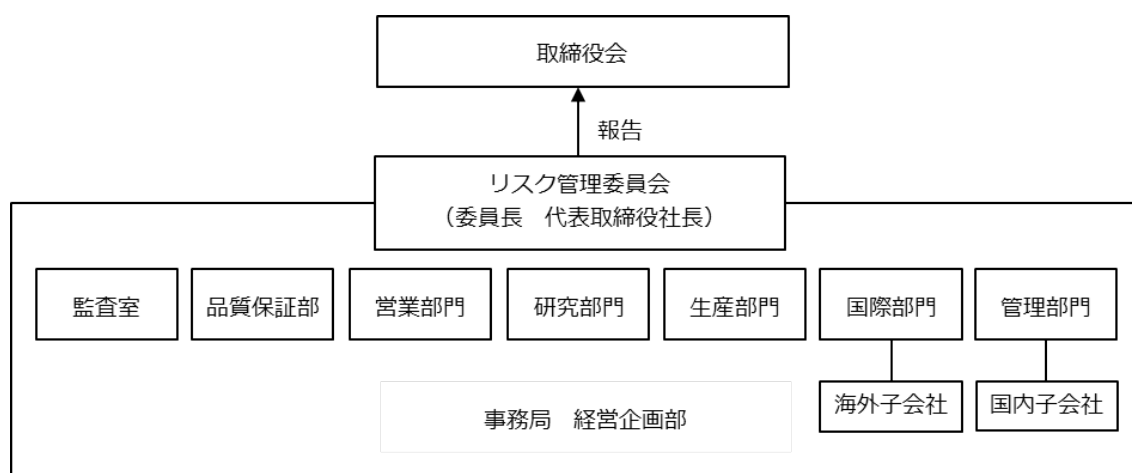 取締役会
報告
リスク管理委員会
（委員長　代表取締役社長）
監査室
品質保証部
営業部門
研究部門
生産部門
国際部門
管理部門
海外子会社
国内子会社
事務局　経営企画部